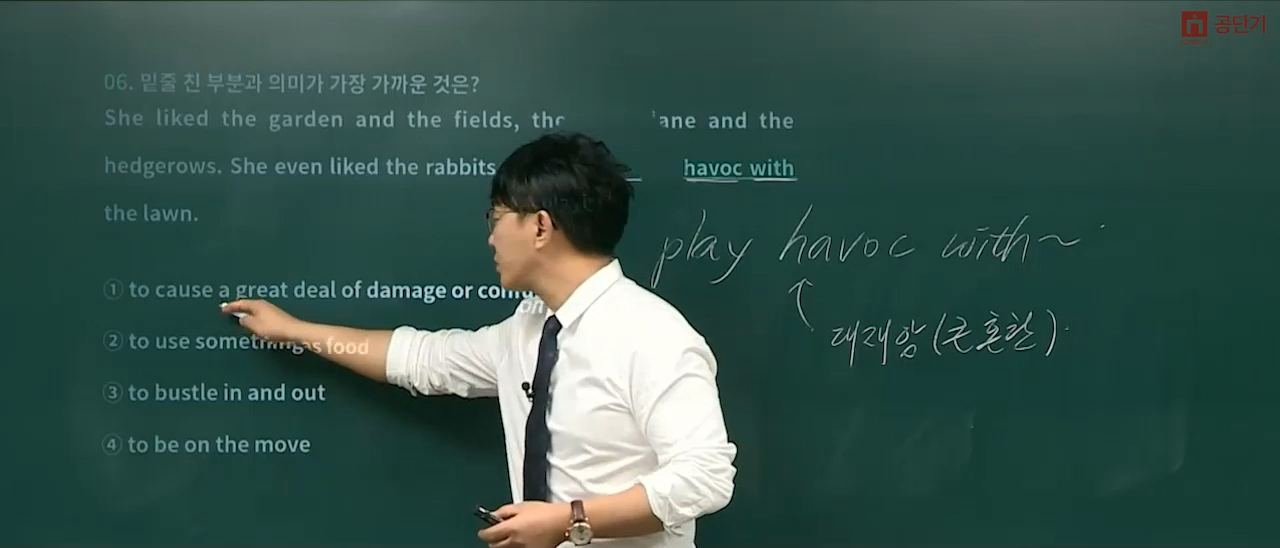 공단기
06. 밑줄 친 부분과 의미가 가장 가까운 것은?
She liked the garden and the fields, the ane and the
hedgerows. She even liked the rabbits havoc with
the lawn.
① to cause a great deal of damage or con
② to use something as food
③ to bustle in and out
④ to be on the move
play havoc with~
대재앙(큰혼란)